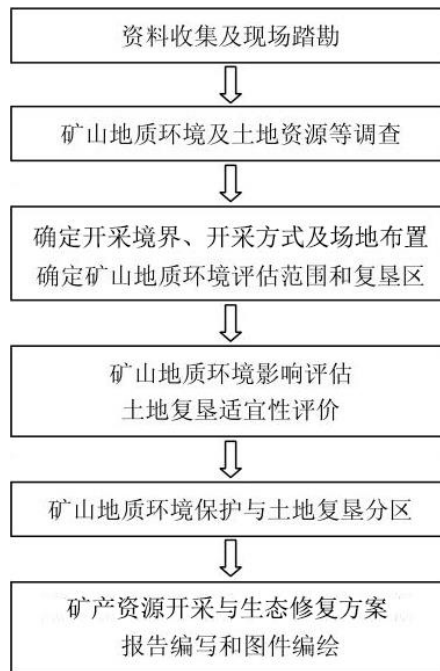 资料收集及现场踏勘
矿山地质环境及土地资源等调查
确定开采境界、开采方式及场地布置
确定矿山地质环境评估范围和复垦区
矿山地质环境影响评估
土地复垦适宜性评价
矿山地质环境保护与土地复垦分区
矿产资源开采与生态修复方案
报告编写和图件编绘